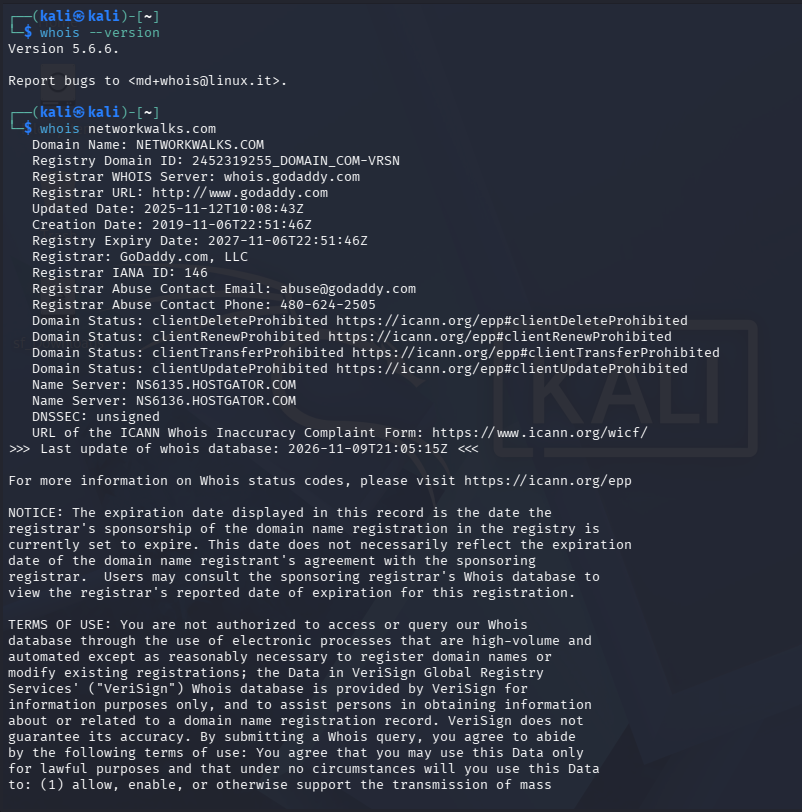 ┌──(kali㉿kali)-[~]
└─$ whois --version
Version 5.6.6.
Report bugs to <md+whois@linux.it>.
┌──(kali㉿kali)-[~]
└─$ whois networkwalks.com
Domain Name: NETWORKWALKS.COM
Registry Domain ID: 2452319255_DOMAIN_COM-VRSN
Registrar WHOIS Server: whois.godaddy.com
Registrar URL: http://www.godaddy.com
Updated Date: 2025-11-12T10:08:43Z
Creation Date: 2019-11-06T22:51:46Z
Registry Expiry Date: 2027-11-06T22:51:46Z
Registrar: GoDaddy.com, LLC
Registrar IANA ID: 146
Registrar Abuse Contact Email: abuse@godaddy.com
Registrar Abuse Contact Phone: 480-624-2505
Domain Status: clientDeleteProhibited https://icann.org/epp#clientDeleteProhibited
Domain Status: clientRenewProhibited https://icann.org/epp#clientRenewProhibited
Domain Status: clientTransferProhibited https://icann.org/epp#clientTransferProhibited
Domain Status: clientUpdateProhibited https://icann.org/epp#clientUpdateProhibited
Name Server: NS6135.HOSTGATOR.COM
Name Server: NS6136.HOSTGATOR.COM
DNSSEC: unsigned
URL of the ICANN Whois Inaccuracy Complaint Form: https://www.icann.org/wicf/
>>> Last update of whois database: 2026-11-09T21:05:15Z <<<
For more information on Whois status codes, please visit https://icann.org/epp
NOTICE: The expiration date displayed in this record is the date the
registrar's sponsorship of the domain name registration in the registry is
currently set to expire. This date does not necessarily reflect the expiration
date of the domain name registrant's agreement with the sponsoring
registrar.  Users may consult the sponsoring registrar's Whois database to
view the registrar's reported date of expiration for this registration.
TERMS OF USE: You are not authorized to access or query our Whois
database through the use of electronic processes that are high-volume and
automated except as reasonably necessary to register domain names or
modify existing registrations; the Data in VeriSign Global Registry
Services' ("VeriSign") Whois database is provided by VeriSign for
information purposes only, and to assist persons in obtaining information
about or related to a domain name registration record. VeriSign does not
guarantee its accuracy. By submitting a Whois query, you agree to abide
by the following terms of use: You agree that you may use this Data only
for lawful purposes and that under no circumstances will you use this Data
to: (1) allow, enable, or otherwise support the transmission of mass
KALI